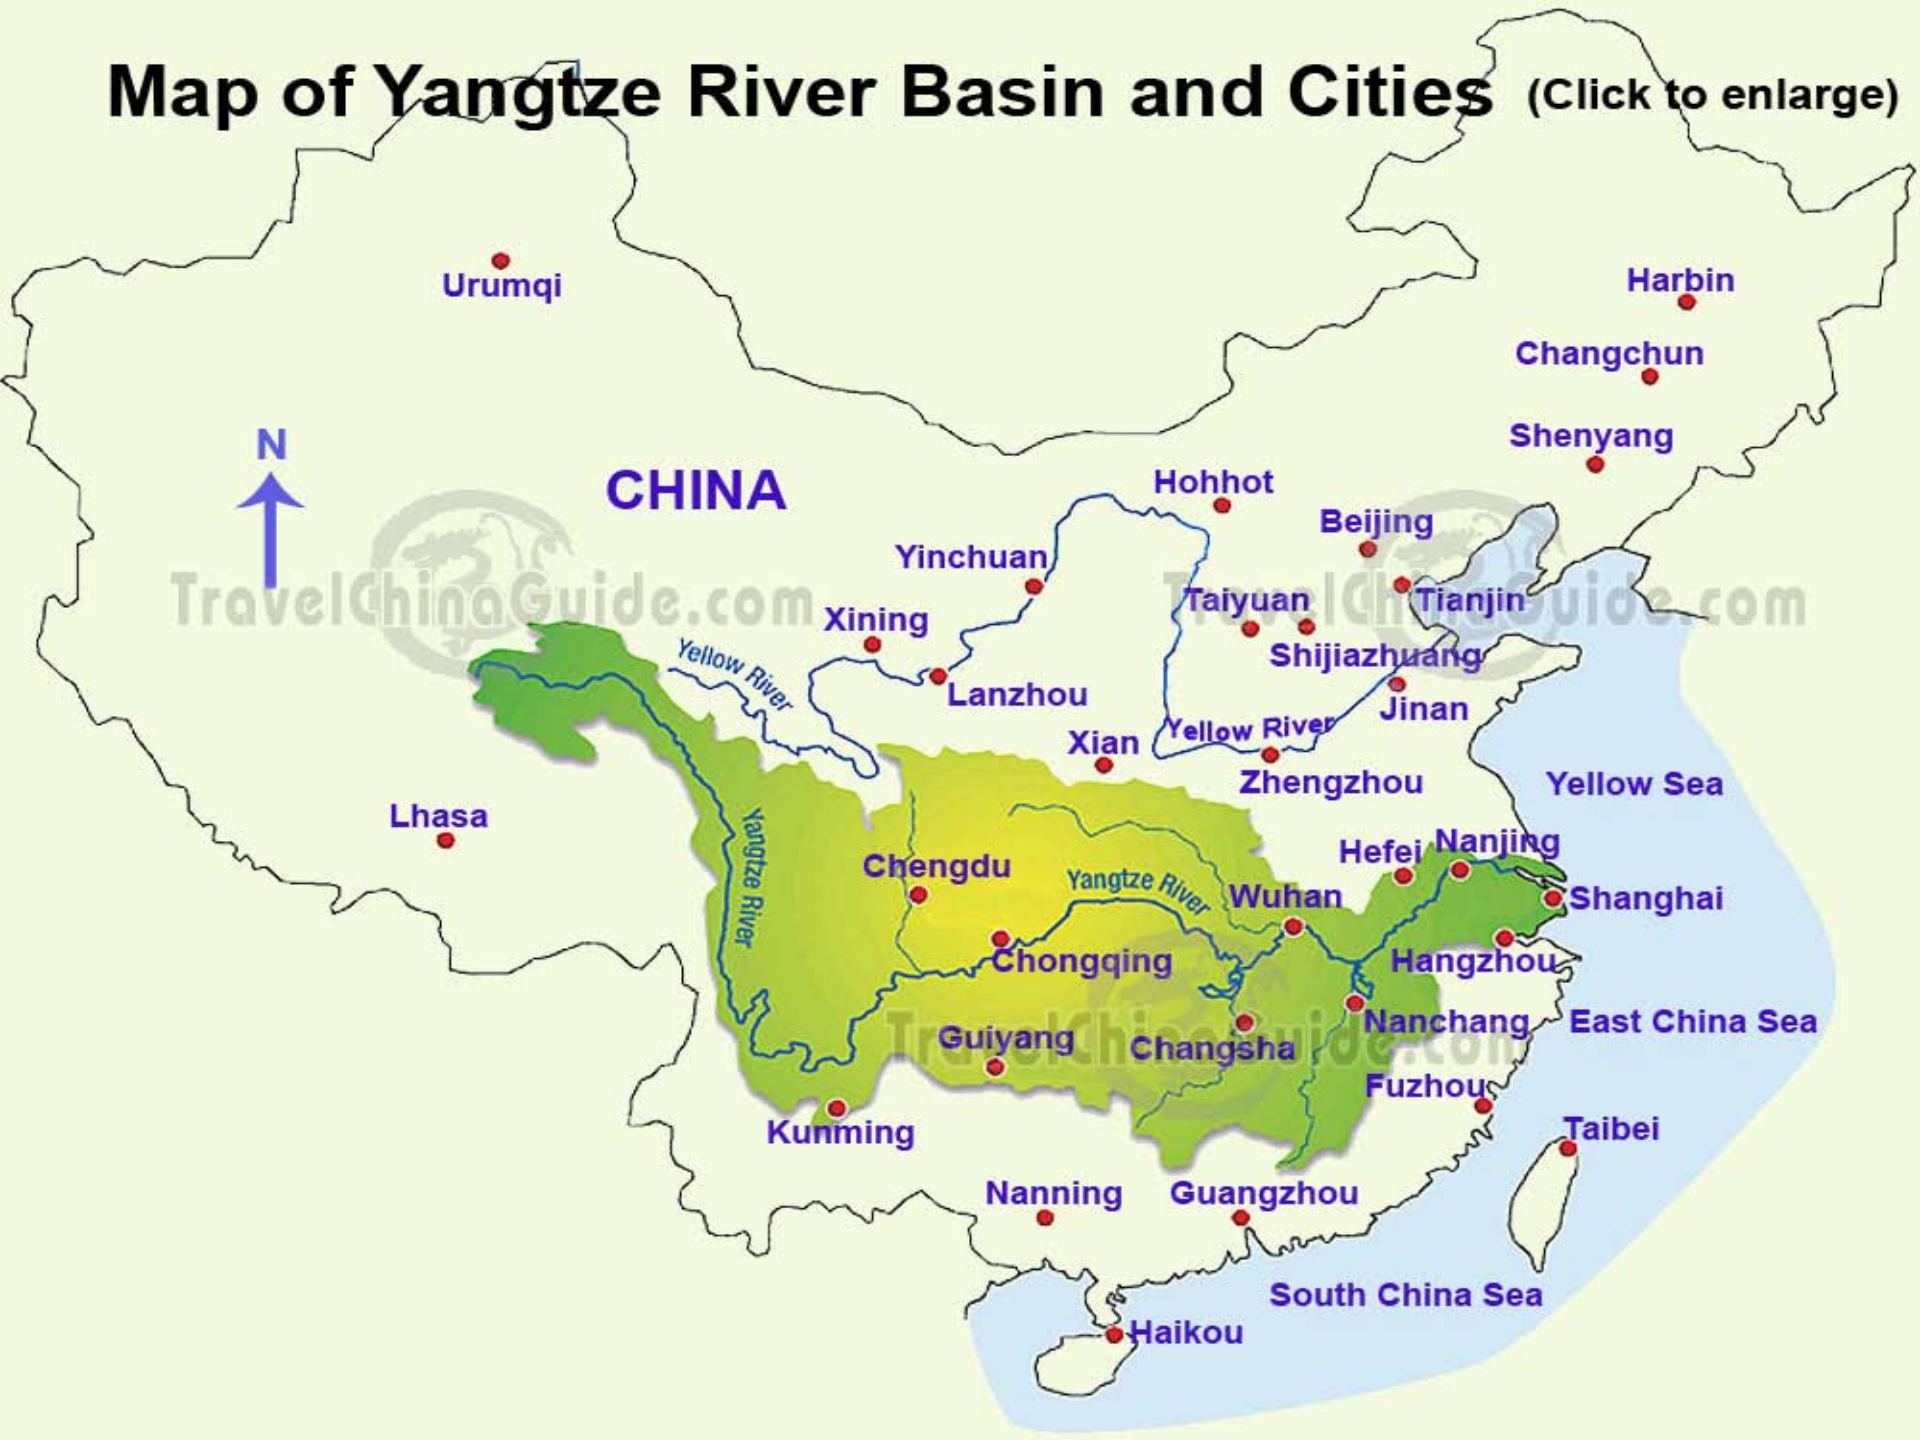 Map of Yangtze River Basin and Cities (Click to enlarge)
Urumqi
Harbin
Changchun
Shenyang
N
CHINA
Hohhot
Beijing
Yinchuan
TravelChinaGuide.com
TravelChinaGuide.com
Taiyuan
Tianjin
Xining
Yellow River
Shijiazhuang
Lanzhou
Jinan
Xian
Yellow River
Zhengzhou
Yellow Sea
Lhasa
Yangtze River
Hefei
Nanjing
Chengdu
Yangtze River
Wuhan
Shanghai
Chongqing
Hangzhou
Guiyang
TravelChinaGuide.com
Changsha
Nanchang
East China Sea
Fuzhou
Kunming
Taibei
Nanning
Guangzhou
South China Sea
Haikou